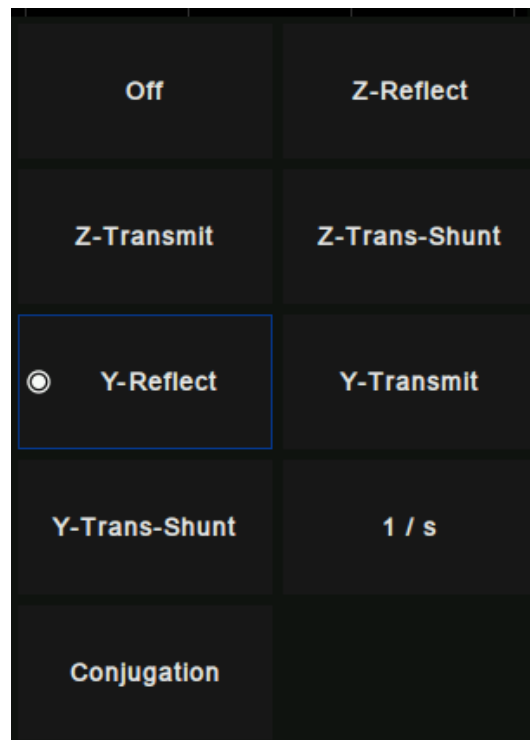 Off
Z-Reflect
Z-Transmit
Z-Trans-Shunt
Y-Reflect
Y-Transmit
Y-Trans-Shunt
1 / s
Conjugation